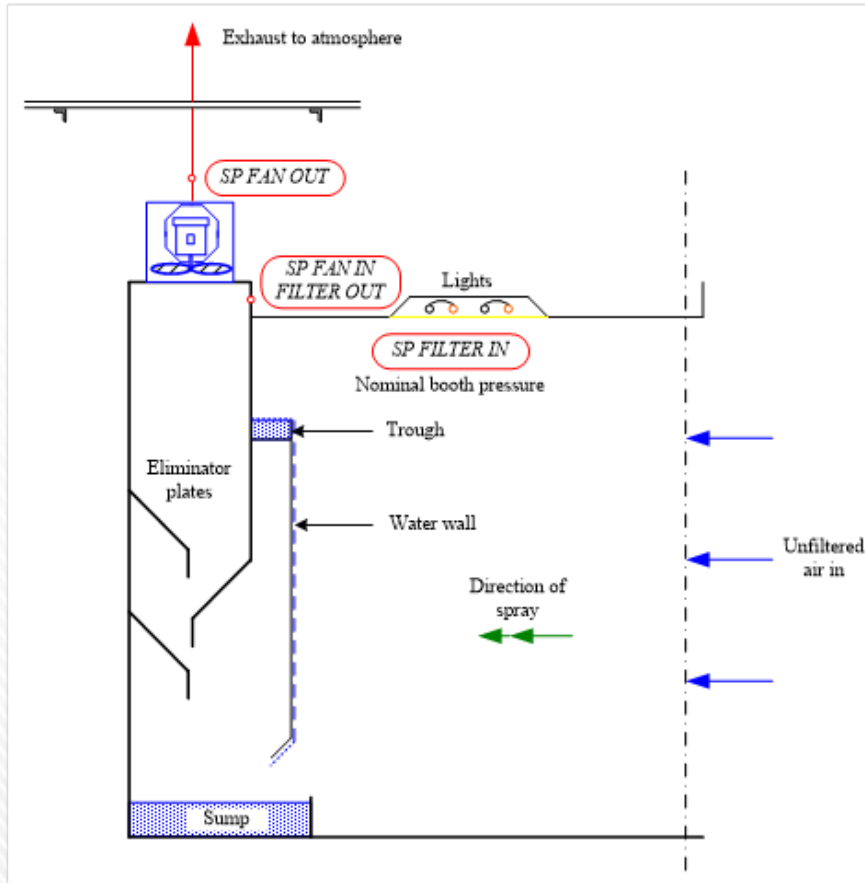 Exhaust to atmosphere
SP FAN OUT
SP FAN IN
FILTER OUT
Lights
SP FILTER IN
Nominal booth pressure
Trough
Eliminator
plates
Water wall
Unfiltered
air in
Direction of
spray
Sump